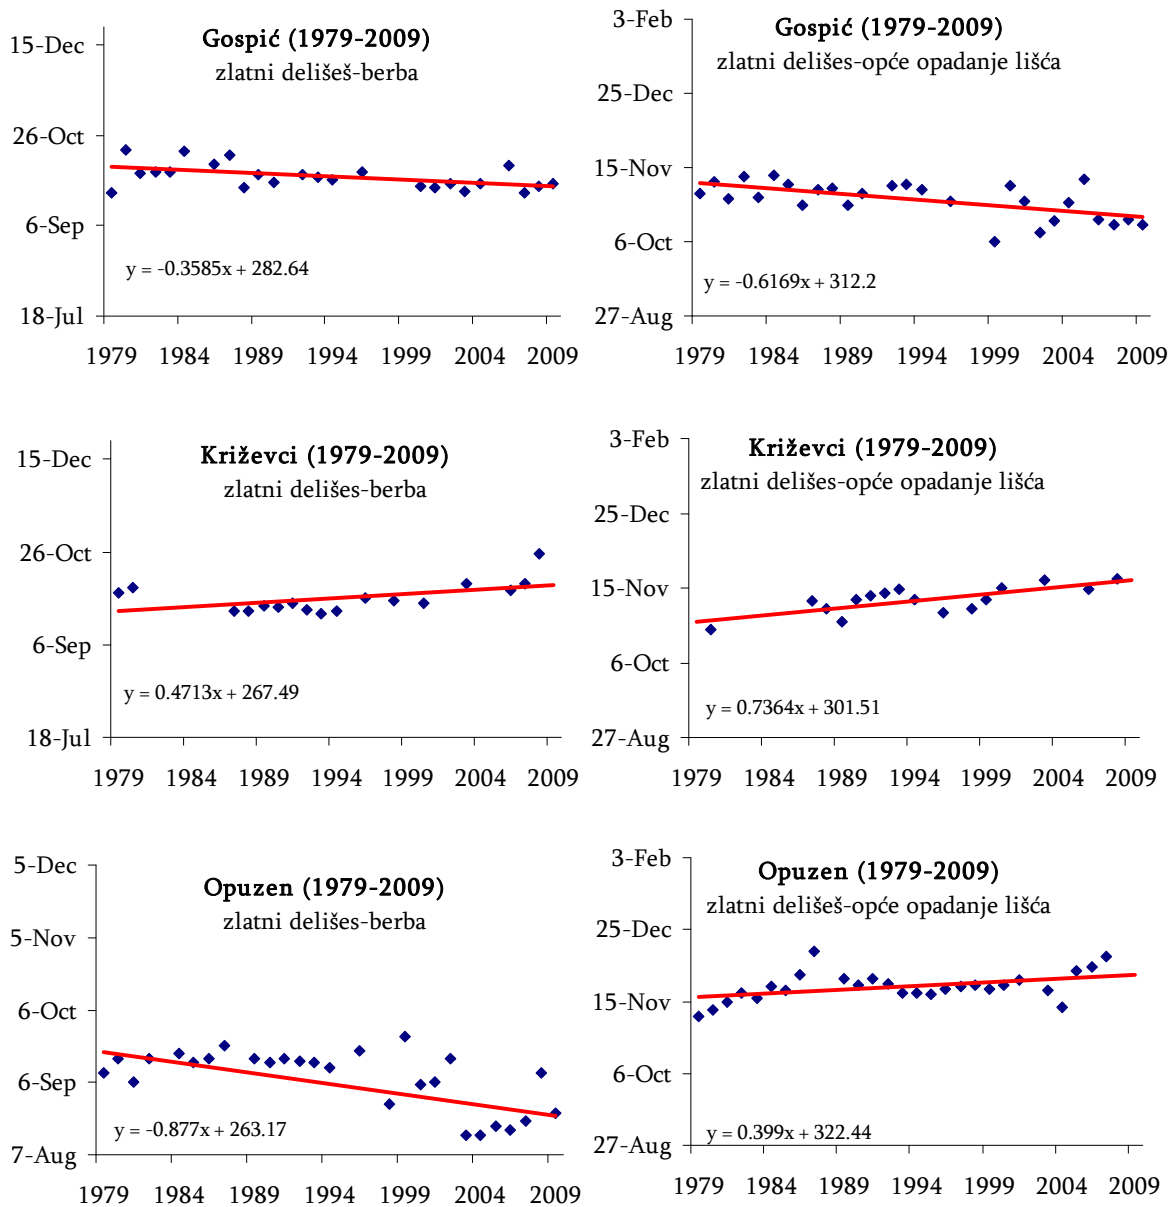 Gospić (1979-2009)
zlatni delišeš-berba
15-Dec
26-Oct
6-Sep
18-Jul
y = -0.3585x + 282.64
1979 1984 1989 1994 1999 2004 2009
Gospić (1979-2009)
zlatni delišes-opće opadanje lišća
3-Feb
25-Dec
15-Nov
6-Oct
27-Aug
y = -0.6169x + 312.2
1979 1984 1989 1994 1999 2004 2009
Križevci (1979-2009)
zlatni delišes-berba
15-Dec
26-Oct
6-Sep
18-Jul
y = 0.4713x + 267.49
1979 1984 1989 1994 1999 2004 2009
Križevci (1979-2009)
zlatni delišes-opće opadanje lišća
3-Feb
25-Dec
15-Nov
6-Oct
27-Aug
y = 0.7364x + 301.51
1979 1984 1989 1994 1999 2004 2009
Opuzen (1979-2009)
zlatni delišes-berba
5-Dec
5-Nov
6-Oct
6-Sep
7-Aug
y = -0.877x + 263.17
1979 1984 1989 1994 1999 2004 2009
Opuzen (1979-2009)
zlatni delišeš-opće opadanje lišća
3-Feb
25-Dec
15-Nov
6-Oct
27-Aug
y = 0.399x + 322.44
1979 1984 1989 1994 1999 2004 2009